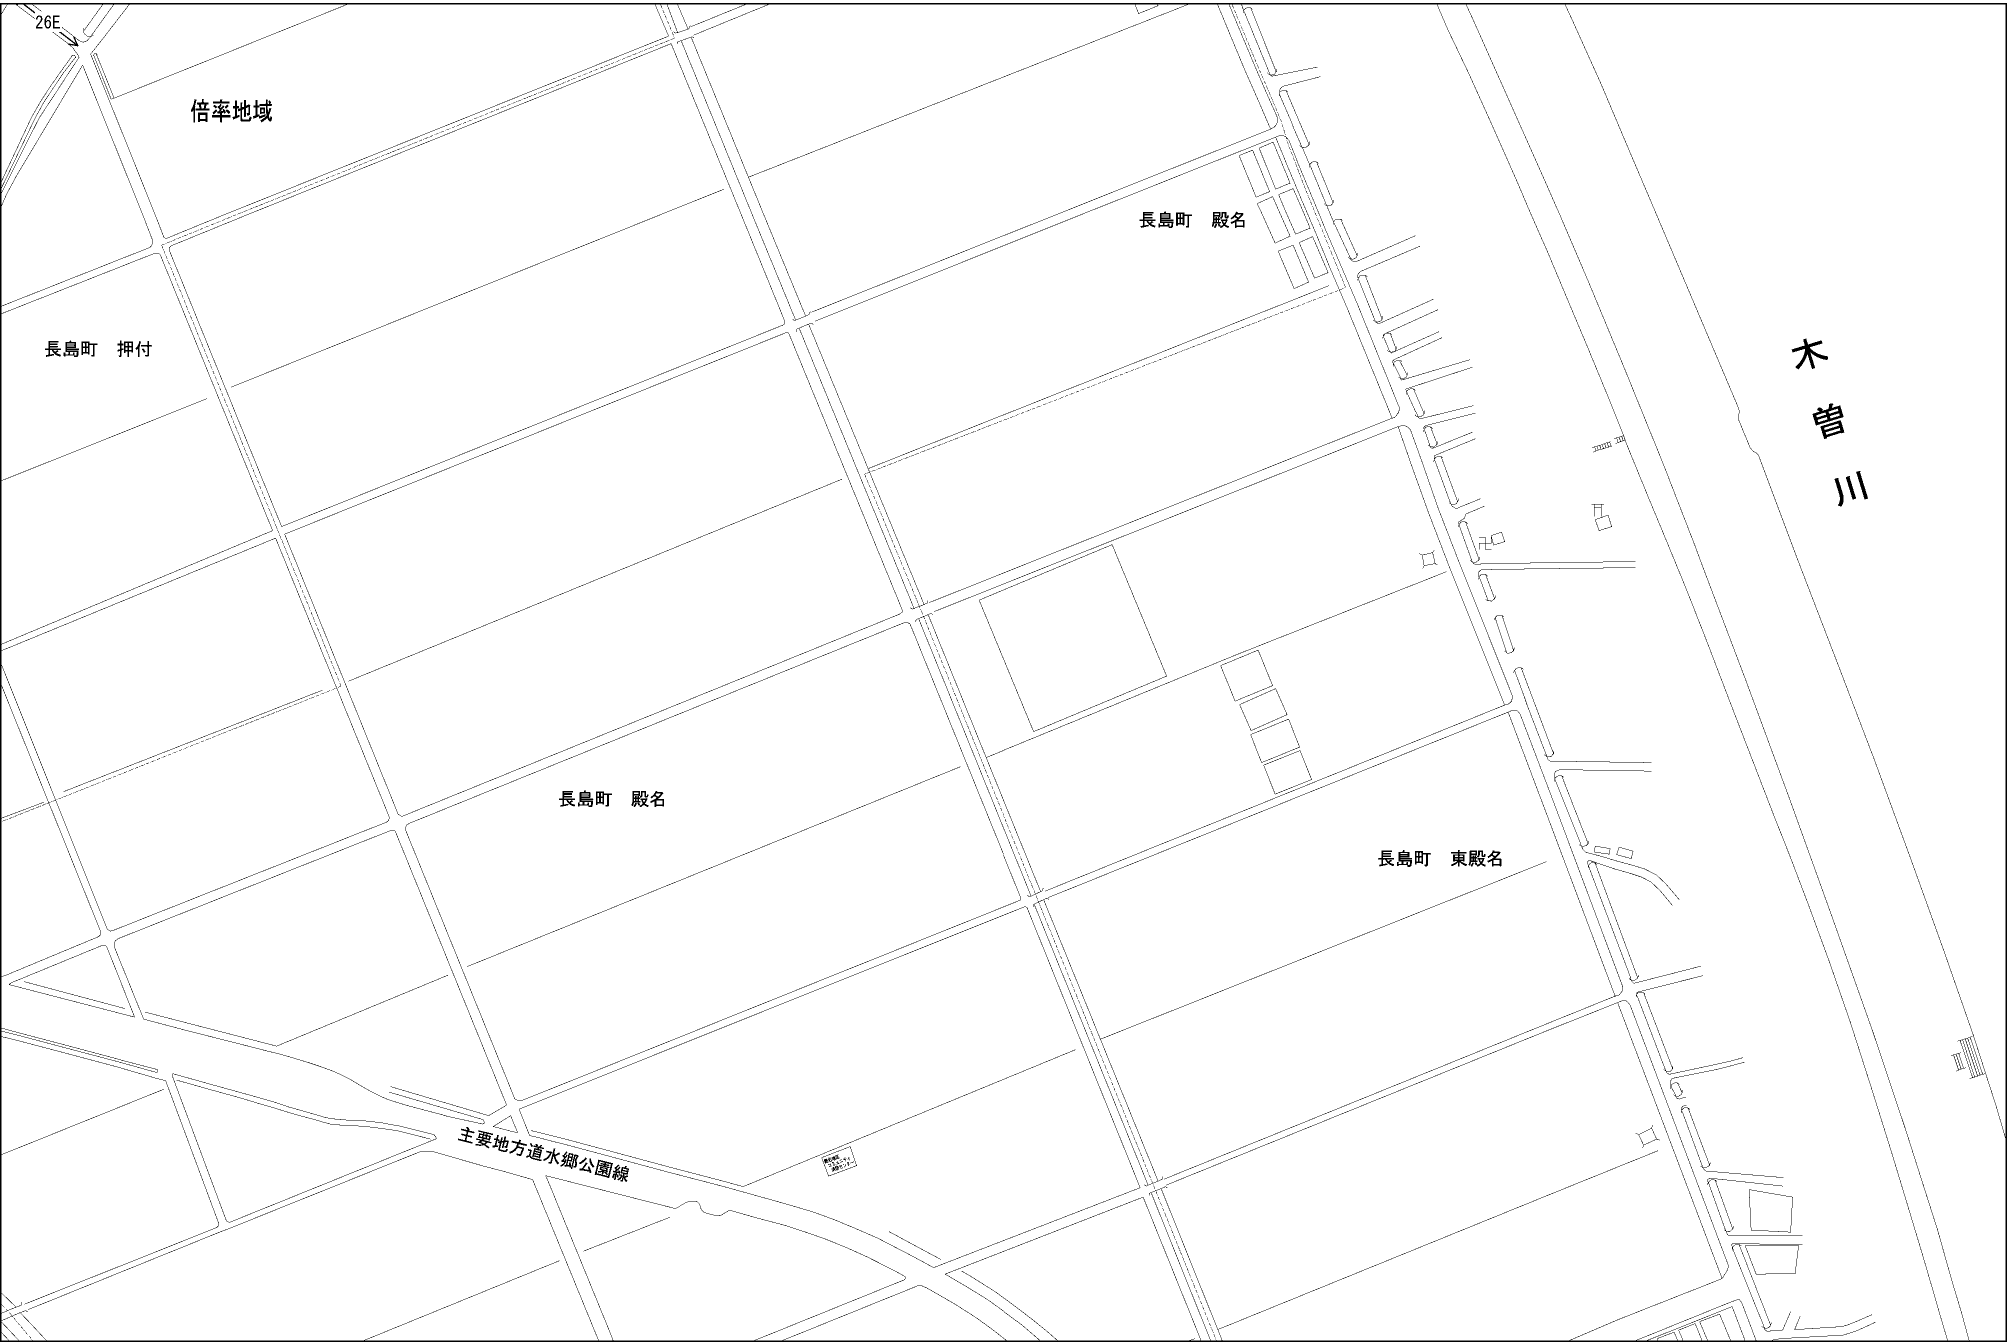 26E
倍率地域
長島町　殿名
長島町　押付
木曽川
長島町　殿名
長島町　東殿名
主要地方道水郷公園線